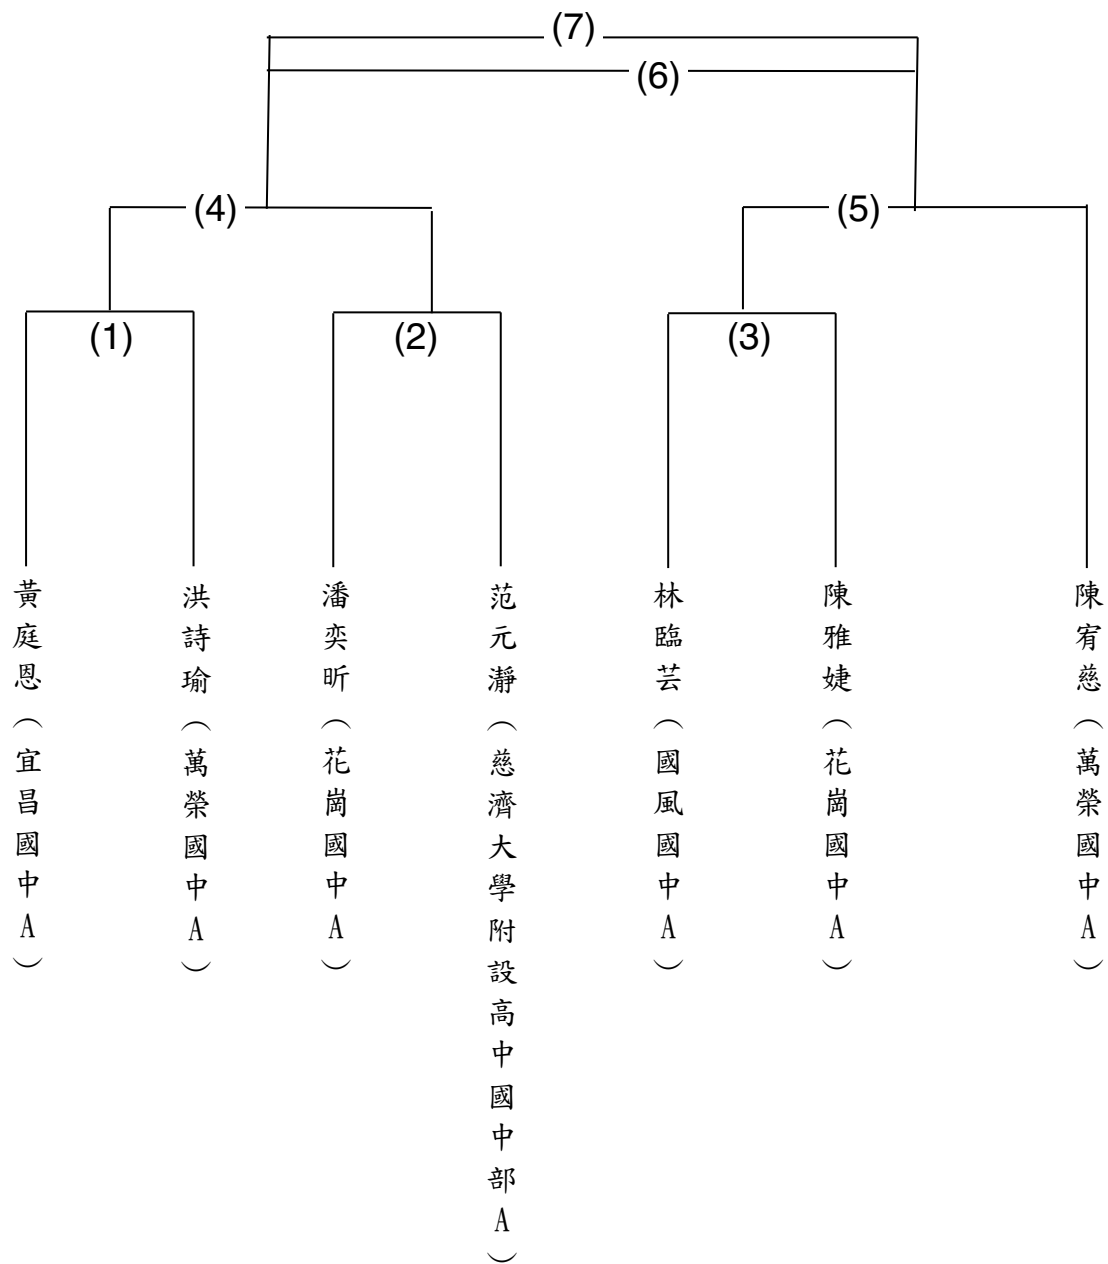 (7)
(6)
(4)
(5)
(1)
(2)
(3)
黃庭恩（宜昌國中A）
洪詩瑜（萬榮國中A）
潘奕昕（花崗國中A）
范元瀞（慈濟大學附設高中國中部A）
林臨芸（國風國中A）
陳雅婕（花崗國中A）
陳宥慈（萬榮國中A）